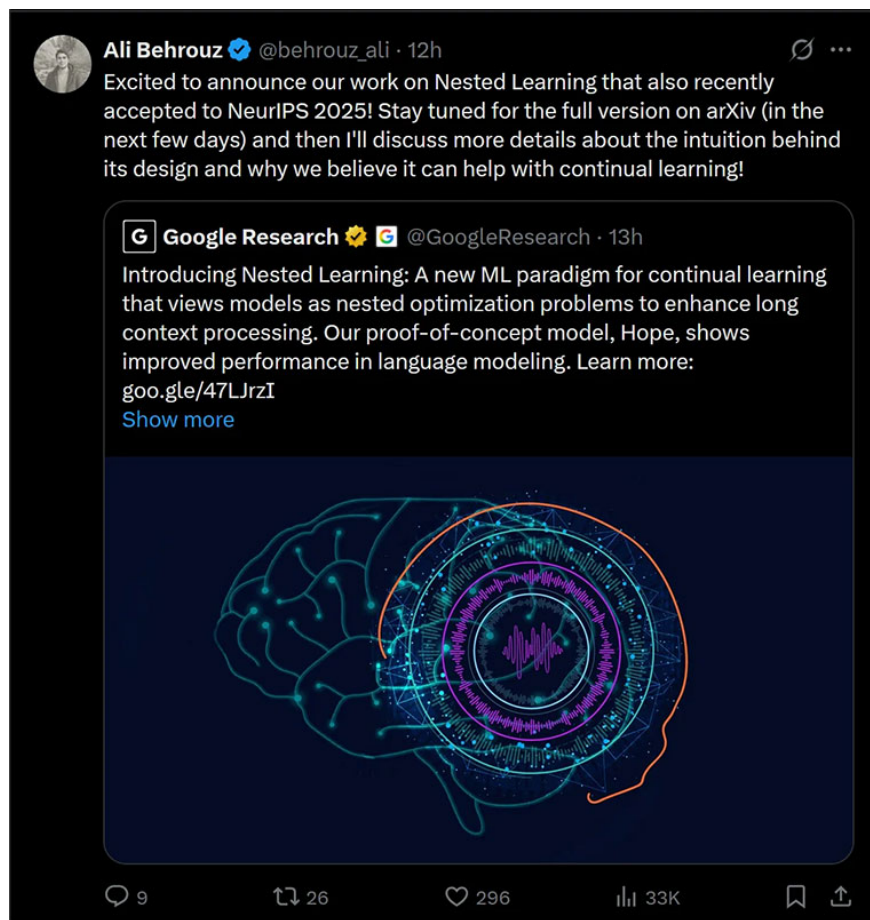 Ali Behrouz @behrouz_ali · 12h
Excited to announce our work on Nested Learning that also recently
accepted to NeurIPS 2025! Stay tuned for the full version on arXiv (in the
next few days) and then I'll discuss more details about the intuition behind
its design and why we believe it can help with continual learning!
G Google Research G @GoogleResearch · 13h
Introducing Nested Learning: A new ML paradigm for continual learning
that views models as nested optimization problems to enhance long
context processing. Our proof-of-concept model, Hope, shows
improved performance in language modeling. Learn more:
goo.gle/47LJrzI
Show more
9 26 296 33K